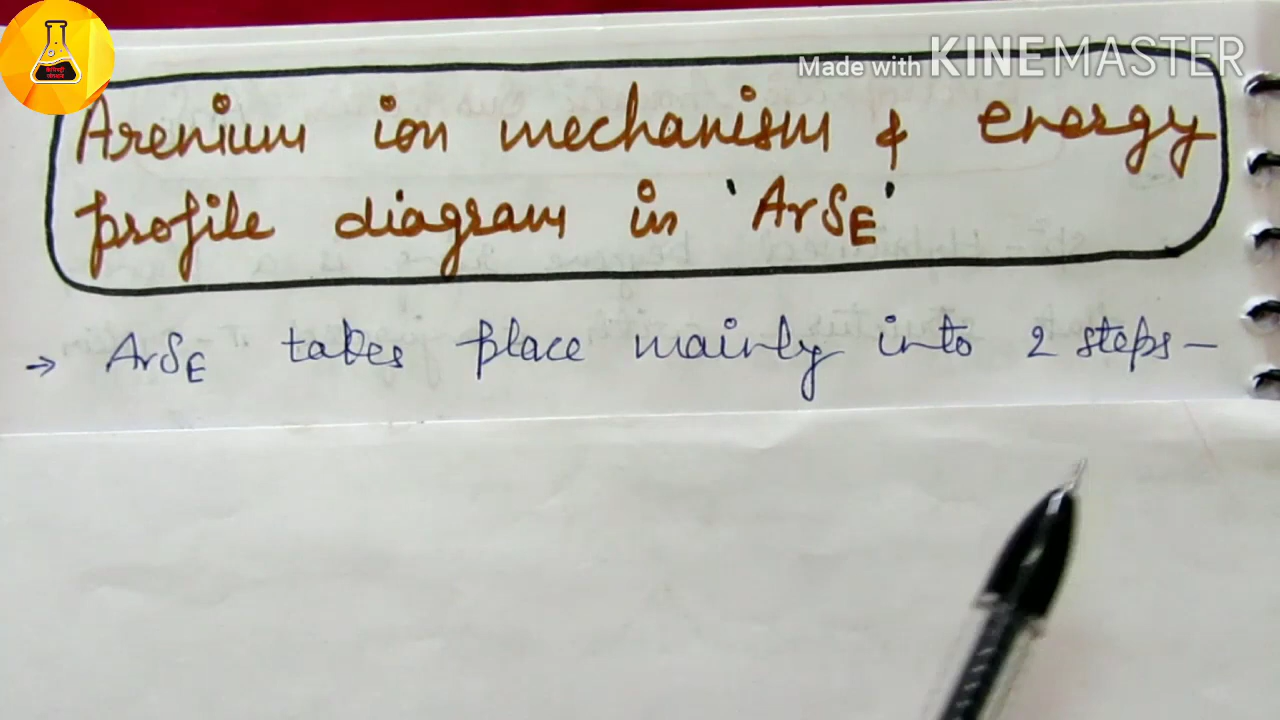 Made with KINEMASTER
Arenium ion mechanism & energy
profile diagram in 'ArSE'
→ ArSE takes place mainly into 2 steps –